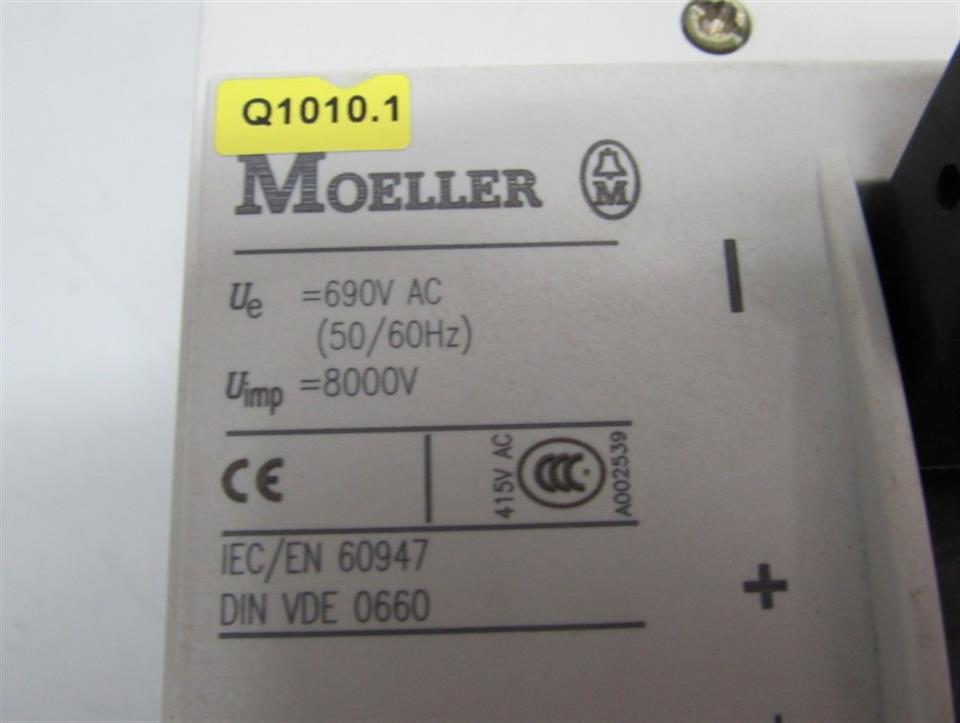 Q1010.1
MOELLER M
Ue =690V AC
(50/60Hz)
Uimp =8000V
CE
415V AC
CCC
A002539
IEC/EN 60947
DIN VDE 0660
I
+